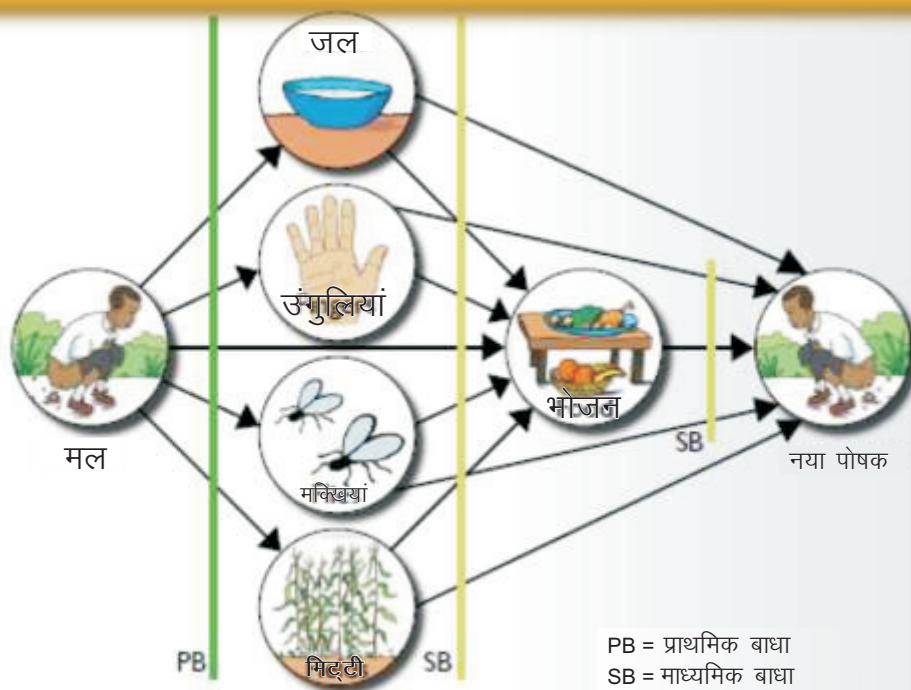 जल
उंगुलियां
मल
भोजन
मक्खियां
नया पोषक
मिट्टी
PB
SB
SB
PB = प्राथमिक बाधा
SB = माध्यमिक बाधा